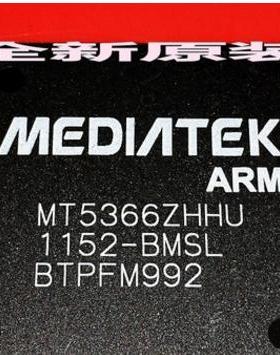 全新原装
MEDIATEK
ARM
MT5366ZHHU
1152-BMSL
BTPFM992